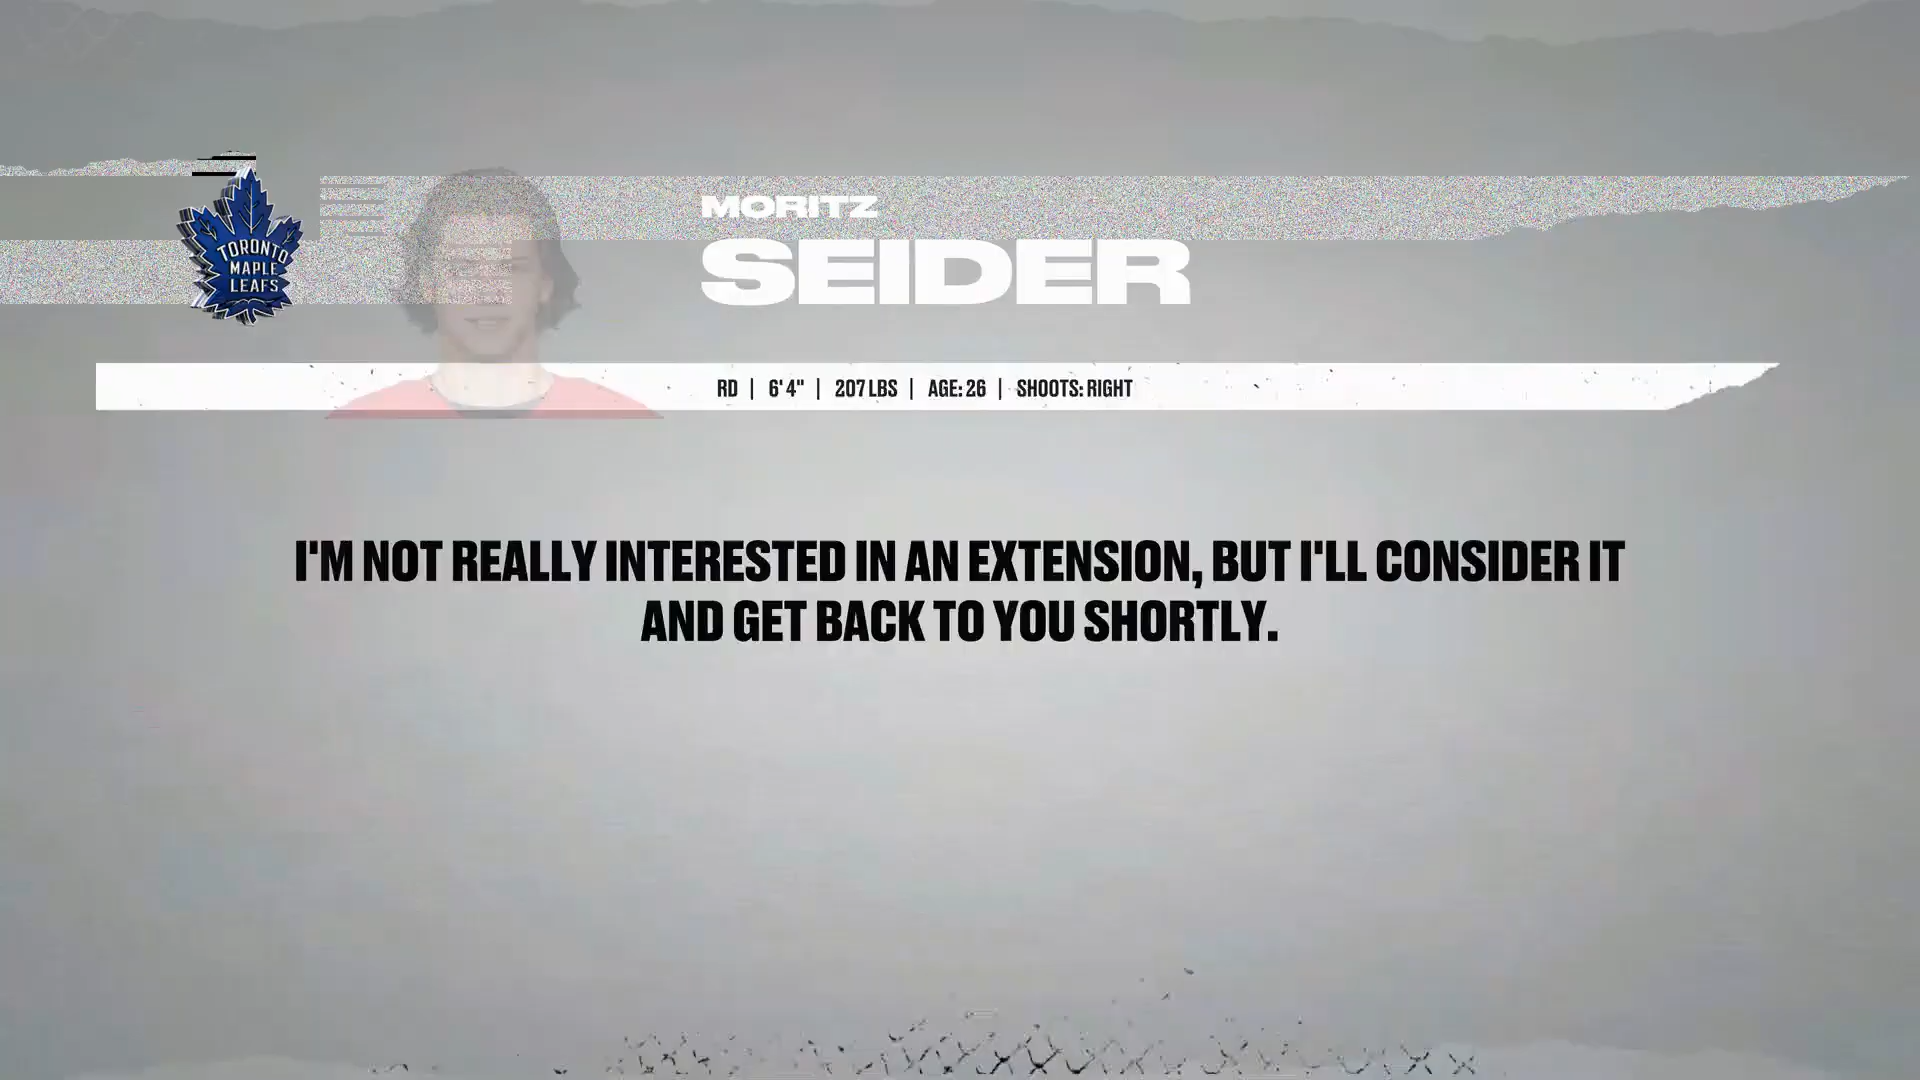 TORONTO
MAPLE
LEAFS
MORITZ
SEIDER
RD | 6' 4" | 207 LBS | AGE: 26 | SHOOTS: RIGHT
I'M NOT REALLY INTERESTED IN AN EXTENSION, BUT I'LL CONSIDER IT
AND GET BACK TO YOU SHORTLY.